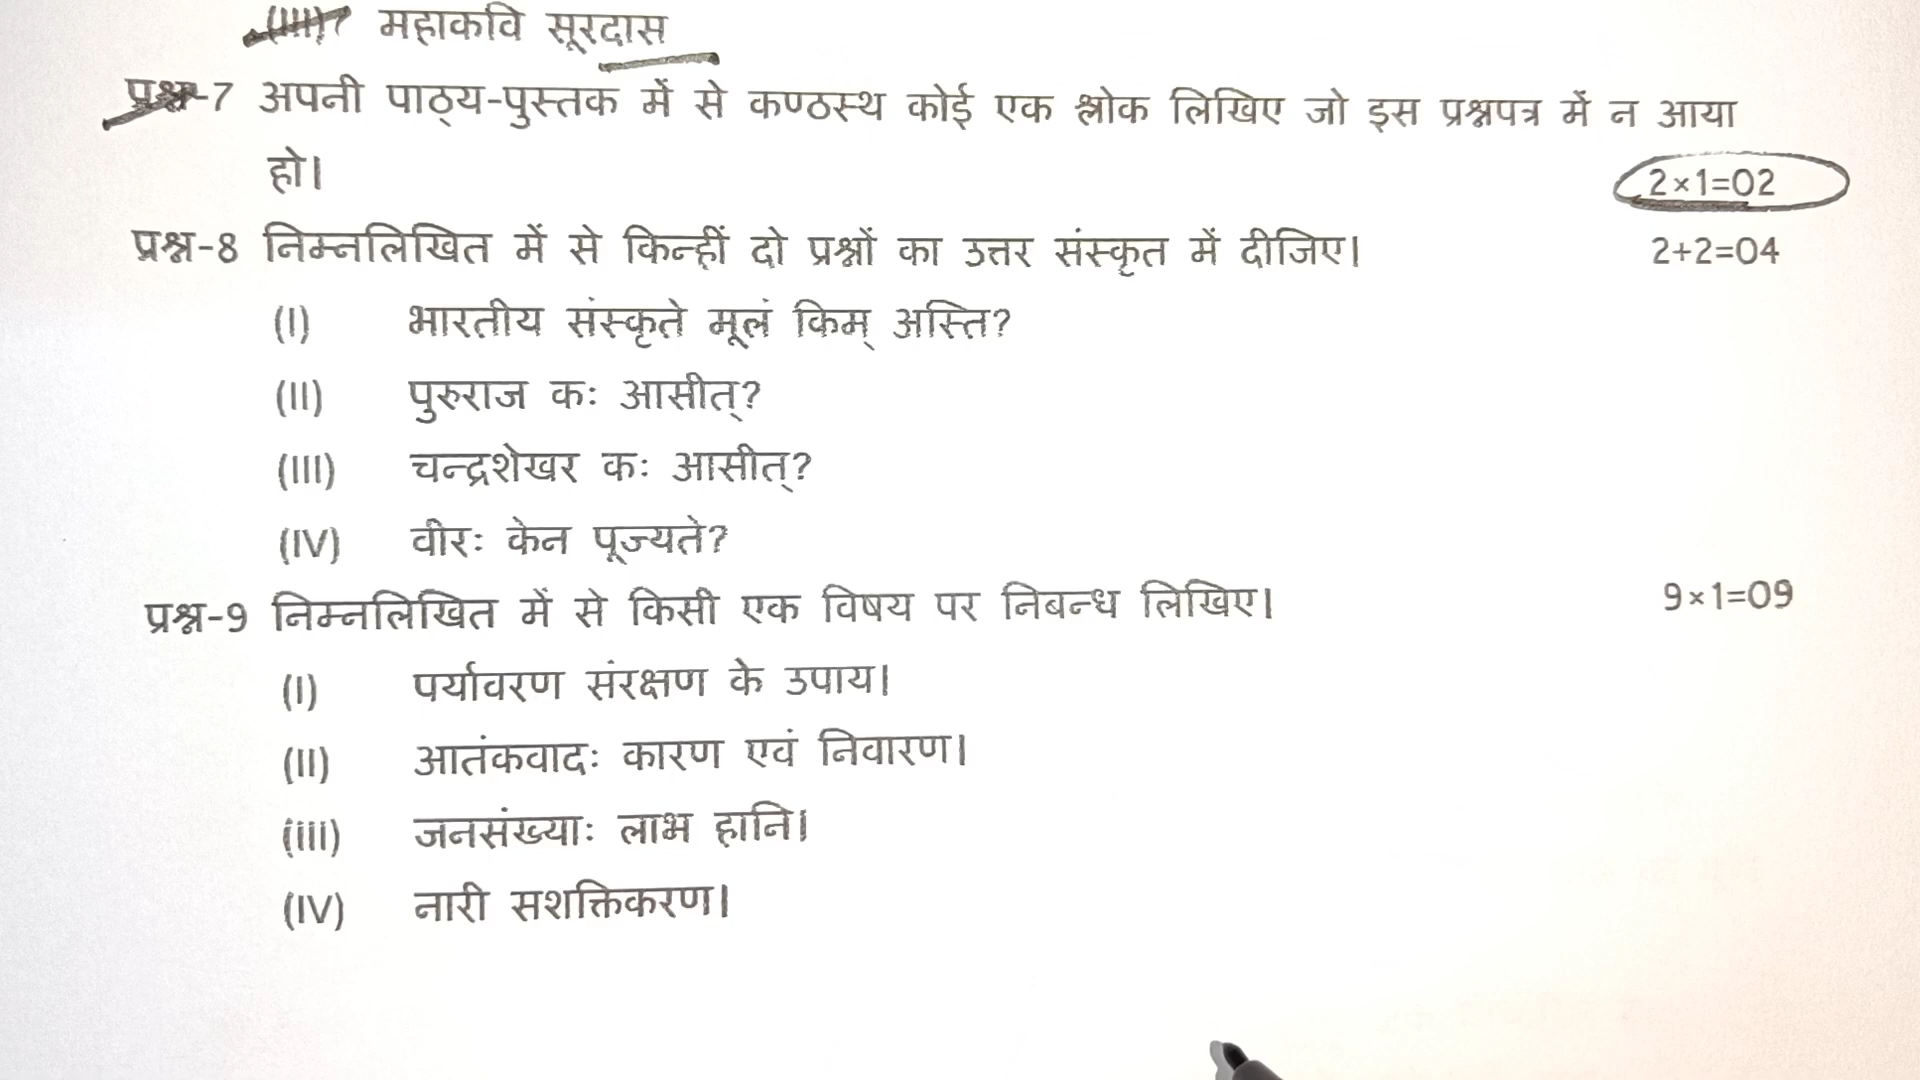 (III) महाकवि सूरदास
प्रश्न-7 अपनी पाठ्य-पुस्तक में से कण्ठस्थ कोई एक श्लोक लिखिए जो इस प्रश्नपत्र में न आया
हो। 2×1=02
प्रश्न-8 निम्नलिखित में से किन्हीं दो प्रश्नों का उत्तर संस्कृत में दीजिए। 2+2=04
(I) भारतीय संस्कृते मूलं किम् अस्ति?
(II) पुरुराज कः आसीत्?
(III) चन्द्रशेखर कः आसीत्?
(IV) वीरः केन पूज्यते?
प्रश्न-9 निम्नलिखित में से किसी एक विषय पर निबन्ध लिखिए। 9×1=09
(I) पर्यावरण संरक्षण के उपाय।
(II) आतंकवादः कारण एवं निवारण।
(iii) जनसंख्याः लाभ हानि।
(IV) नारी सशक्तिकरण।